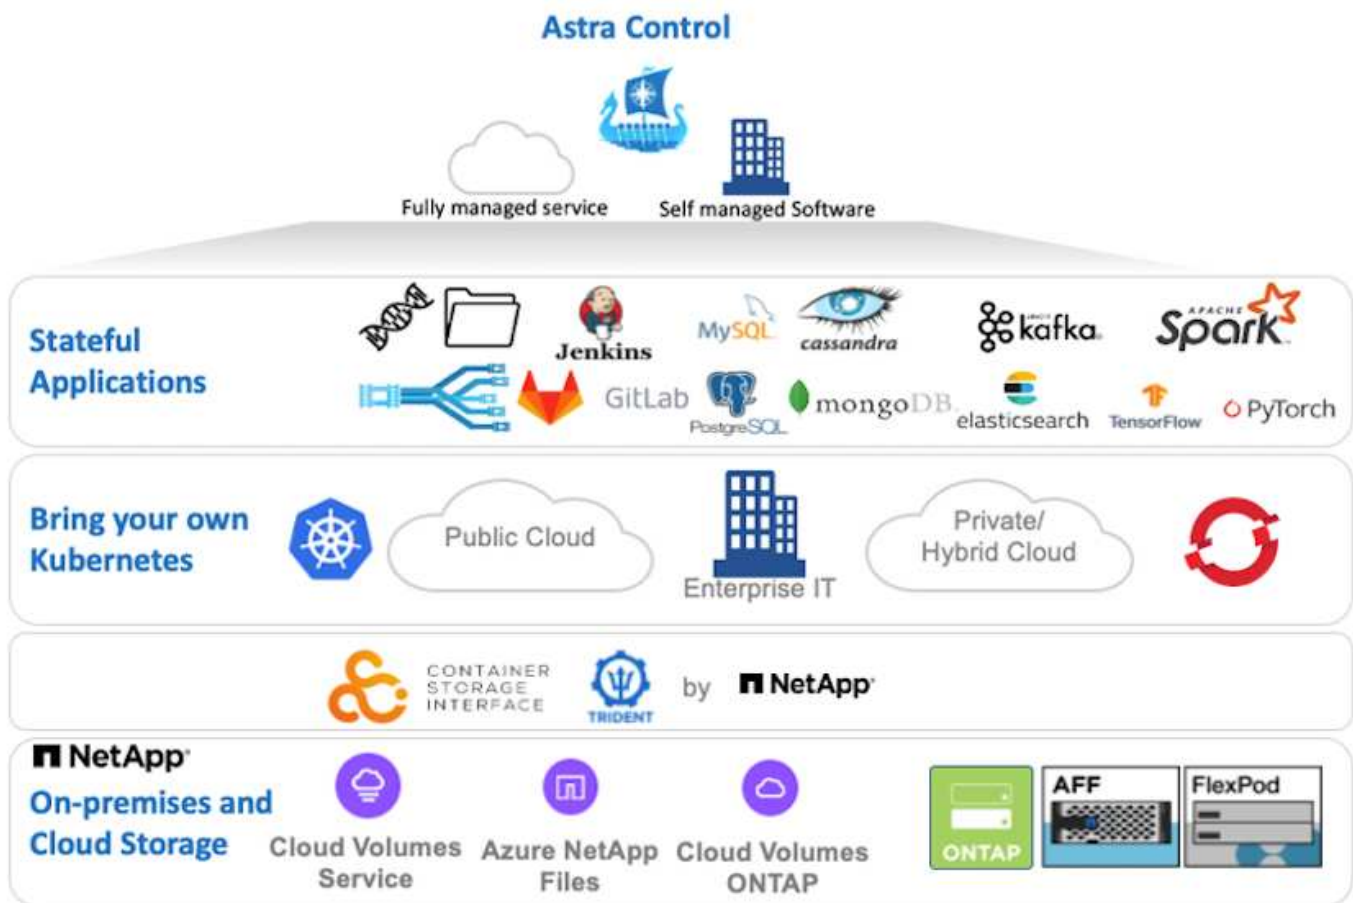 Astra Control
Fully managed service
Self managed Software
Stateful
Applications
Jenkins
MySQL
cassandra
kafka
APACHE
Spark
GitLab
PostgreSQL
mongoDB
elasticsearch
TensorFlow
PyTorch
Bring your own
Kubernetes
Public Cloud
Enterprise IT
Private/
Hybrid Cloud
CONTAINER
STORAGE
INTERFACE
TRIDENT
by
NetApp
NetApp
On-premises and
Cloud Storage
Cloud Volumes
Service
Azure NetApp
Files
Cloud Volumes
ONTAP
ONTAP
AFF
FlexPod